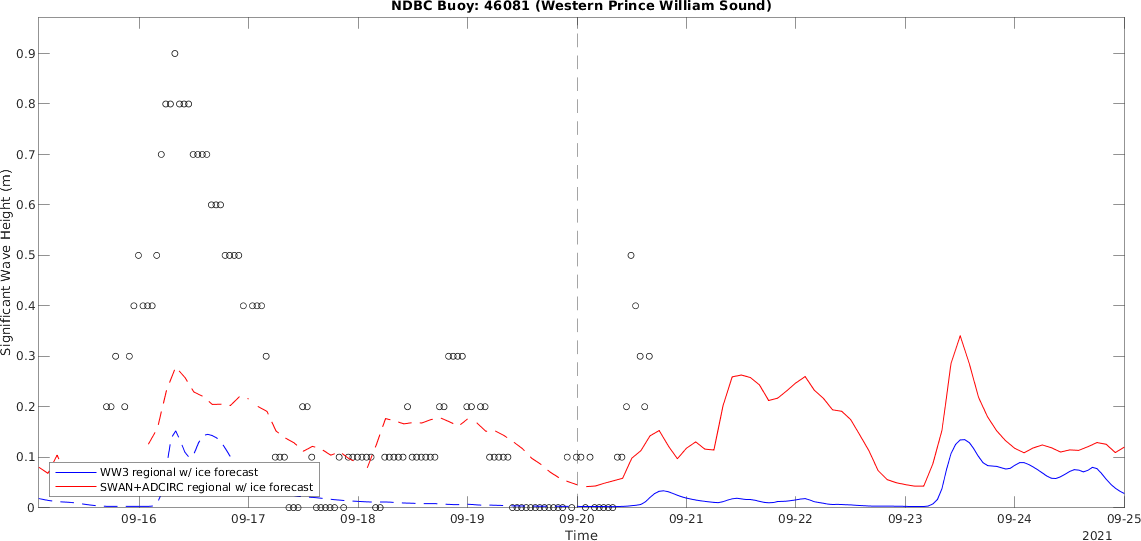 NDBC Buoy: 46081 (Western Prince William Sound)
Significant Wave Height (m)
0.9
0.8
0.7
0.6
0.5
0.4
0.3
0.2
0.1
0
WW3 regional w/ ice forecast
SWAN+ADCIRC regional w/ ice forecast
09-16 09-17 09-18 09-19 09-20 09-21 09-22 09-23 09-24 09-25
Time
2021